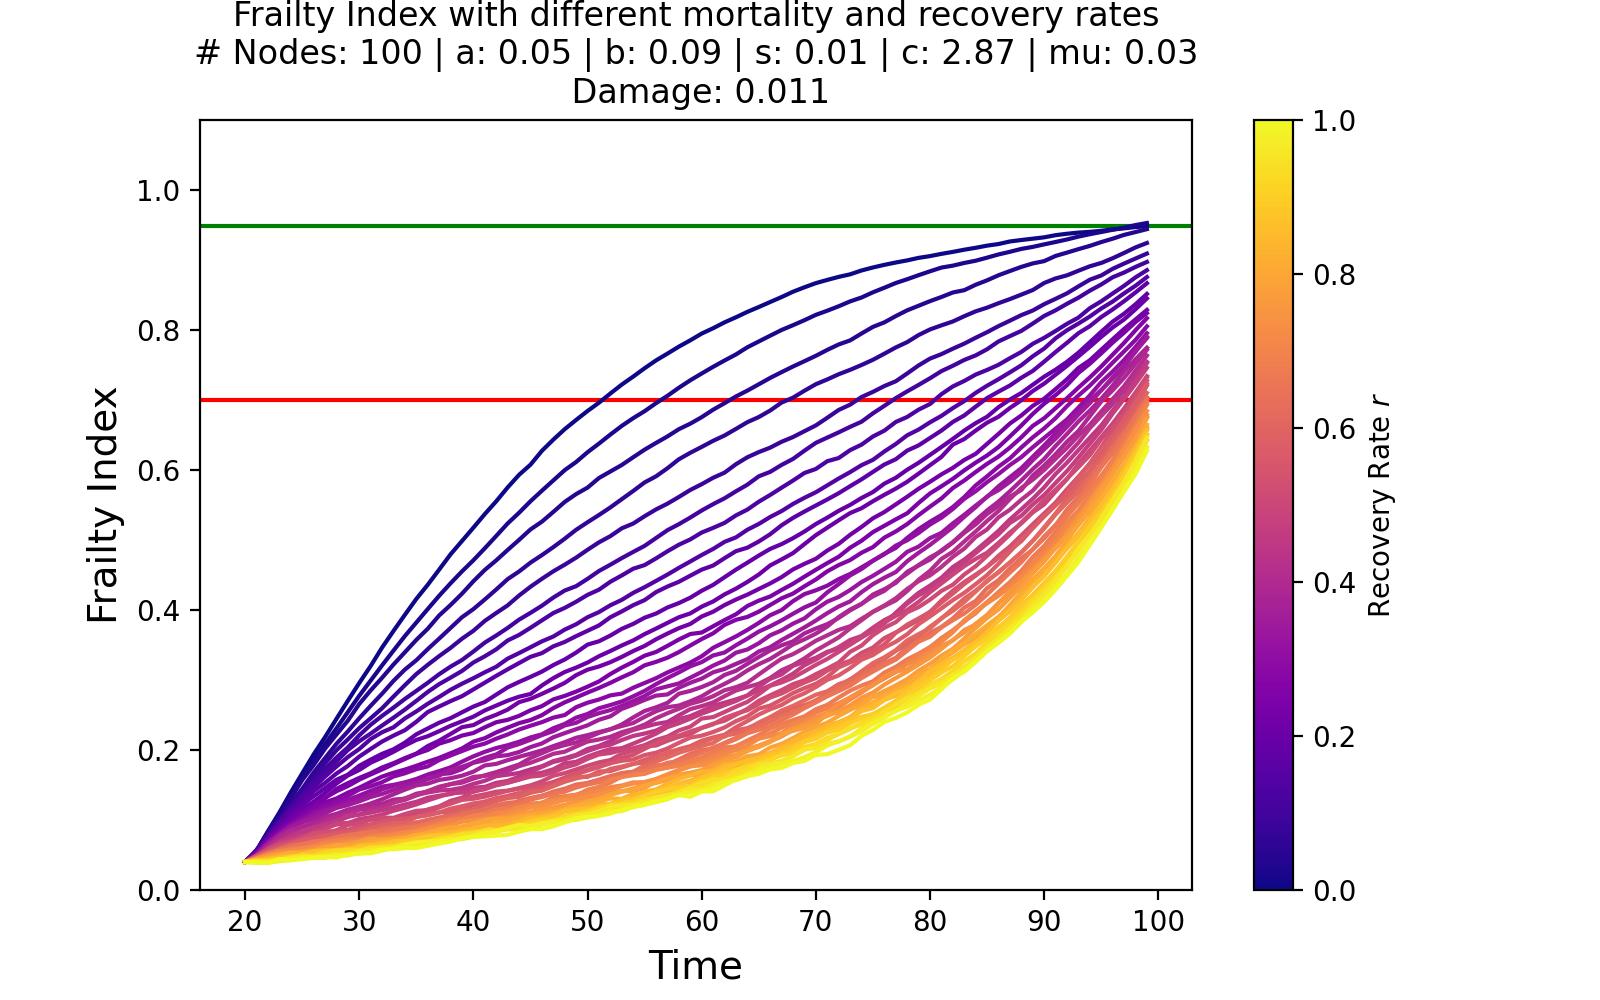 Frailty Index with different mortality and recovery rates
# Nodes: 100 | a: 0.05 | b: 0.09 | s: 0.01 | c: 2.87 | mu: 0.03
Damage: 0.011
Frailty Index
1.0
0.8
0.6
0.4
0.2
0.0
20 30 40 50 60 70 80 90 100
Time
1.0
0.8
0.6
0.4
0.2
0.0
Recovery Rate r